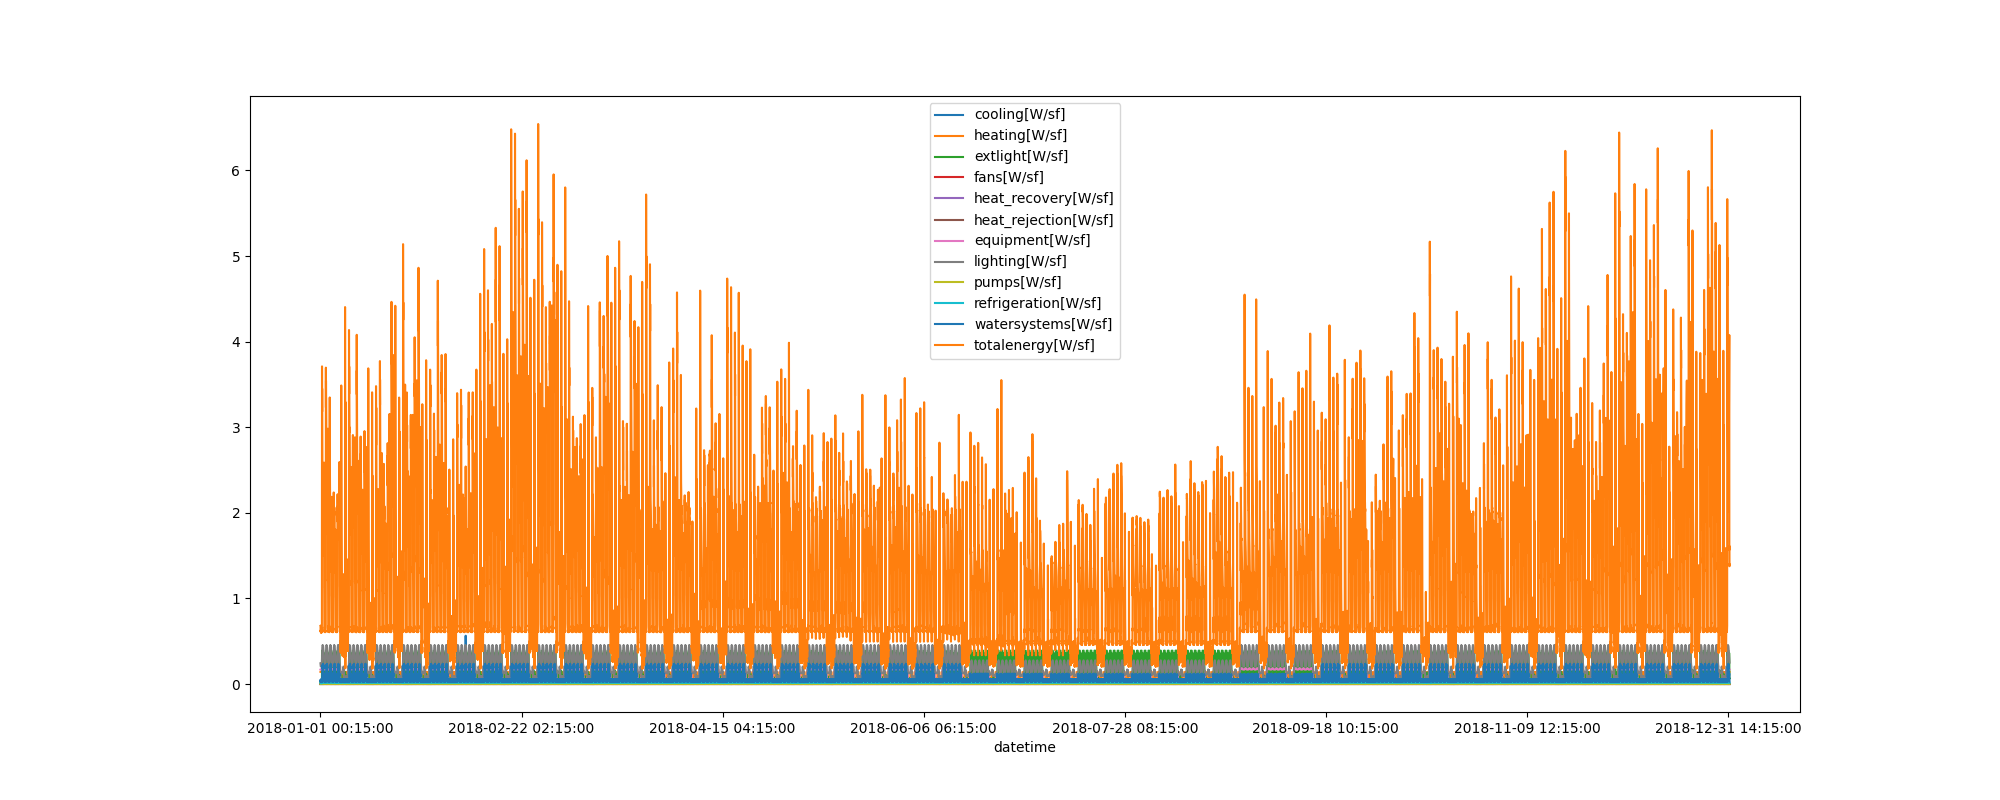 cooling[W/sf]
heating[W/sf]
extlight[W/sf]
fans[W/sf]
heat_recovery[W/sf]
heat_rejection[W/sf]
equipment[W/sf]
lighting[W/sf]
pumps[W/sf]
refrigeration[W/sf]
watersystems[W/sf]
totalenergy[W/sf]
6
5
4
3
2
1
0
2018-01-01 00:15:00 2018-02-22 02:15:00 2018-04-15 04:15:00 2018-06-06 06:15:00 2018-07-28 08:15:00 2018-09-18 10:15:00 2018-11-09 12:15:00 2018-12-31 14:15:00
datetime